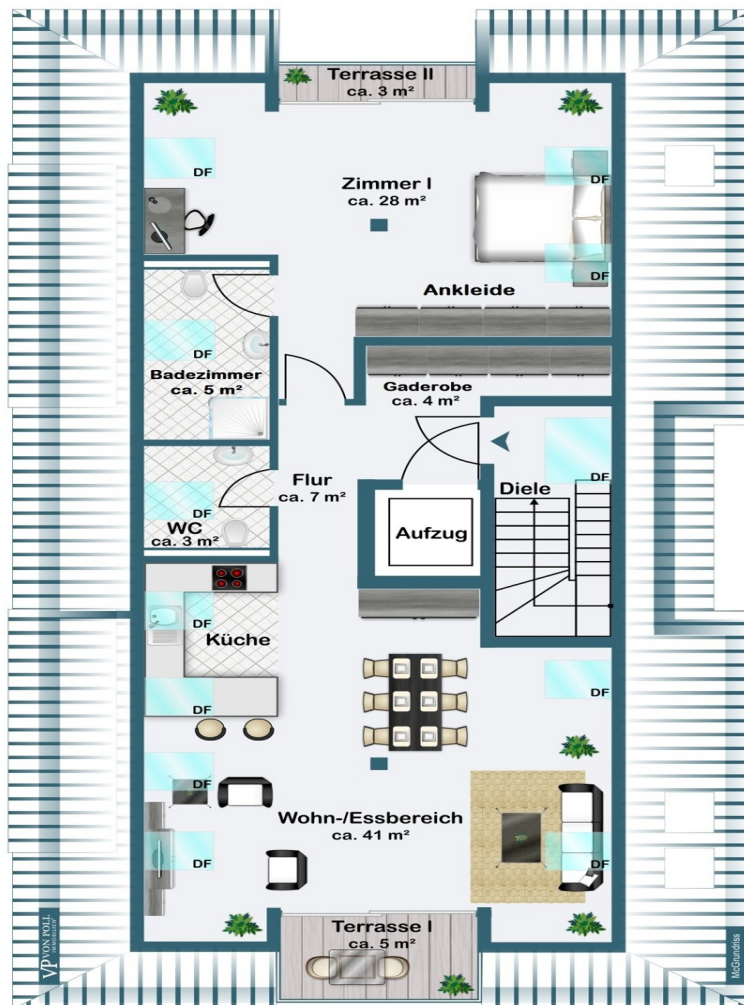 Terrasse II
ca. 3 m²
DF
DF
Zimmer I
ca. 28 m²
DF
Ankleide
DF
Badezimmer
ca. 5 m²
Gaderobe
ca. 4 m²
Flur
ca. 7 m²
DF
Diele
DF
WC
ca. 3 m²
Aufzug
DF
Küche
DF
DF
DF
Wohn-/Essbereich
ca. 41 m²
DF
DF
Terrasse I
ca. 5 m²
VP VON POLL
IMMOBILIEN
McGrundriss